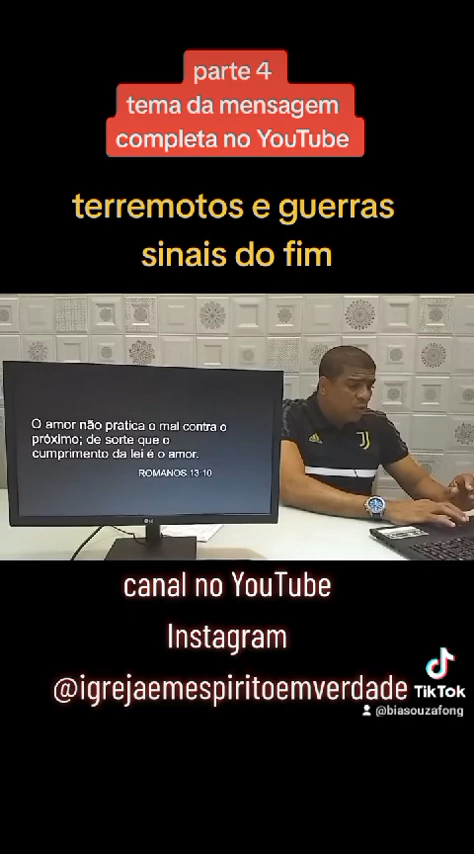 parte 4
tema da mensagem
completa no YouTube
terremotos e guerras
sinais do fim
O amor não pratica o mal contra o
próximo; de sorte que o
cumprimento da lei é o amor.
ROMANOS 13:10
LG
canal no YouTube
Instagram
@igrejaemespiritoemverdade
TikTok
@biasouzafong